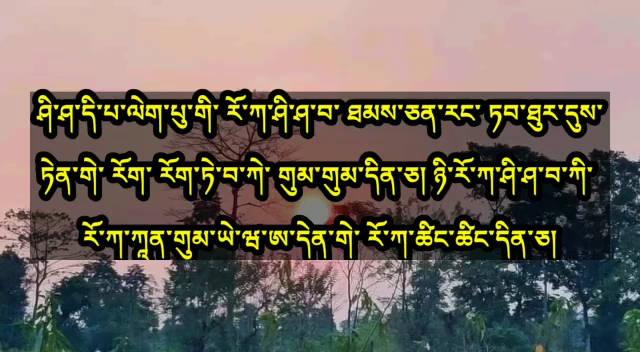 ཤི་ཤ་དི་པ་ལེག་པུ་གི་ རོ་ཀ་ཤི་ཤ་བ་ ཐམས་ཅན་རང་ ཏབ་ཐུར་དུས་
ཏེན་གེ་ རོག་ རོག་ཏེ་བ་ཀེ་ གུམ་གུམ་དིན་ཅ། ཉི་རོ་ཀ་ཤི་ཤ་བ་ཀི་
རོ་ཀ་ཀཱུན་གུམ་ཡེ་ཝ་ཨ་དེན་གེ་ རོ་ཀ་ཚིང་ཚིང་དིན་ཅ།